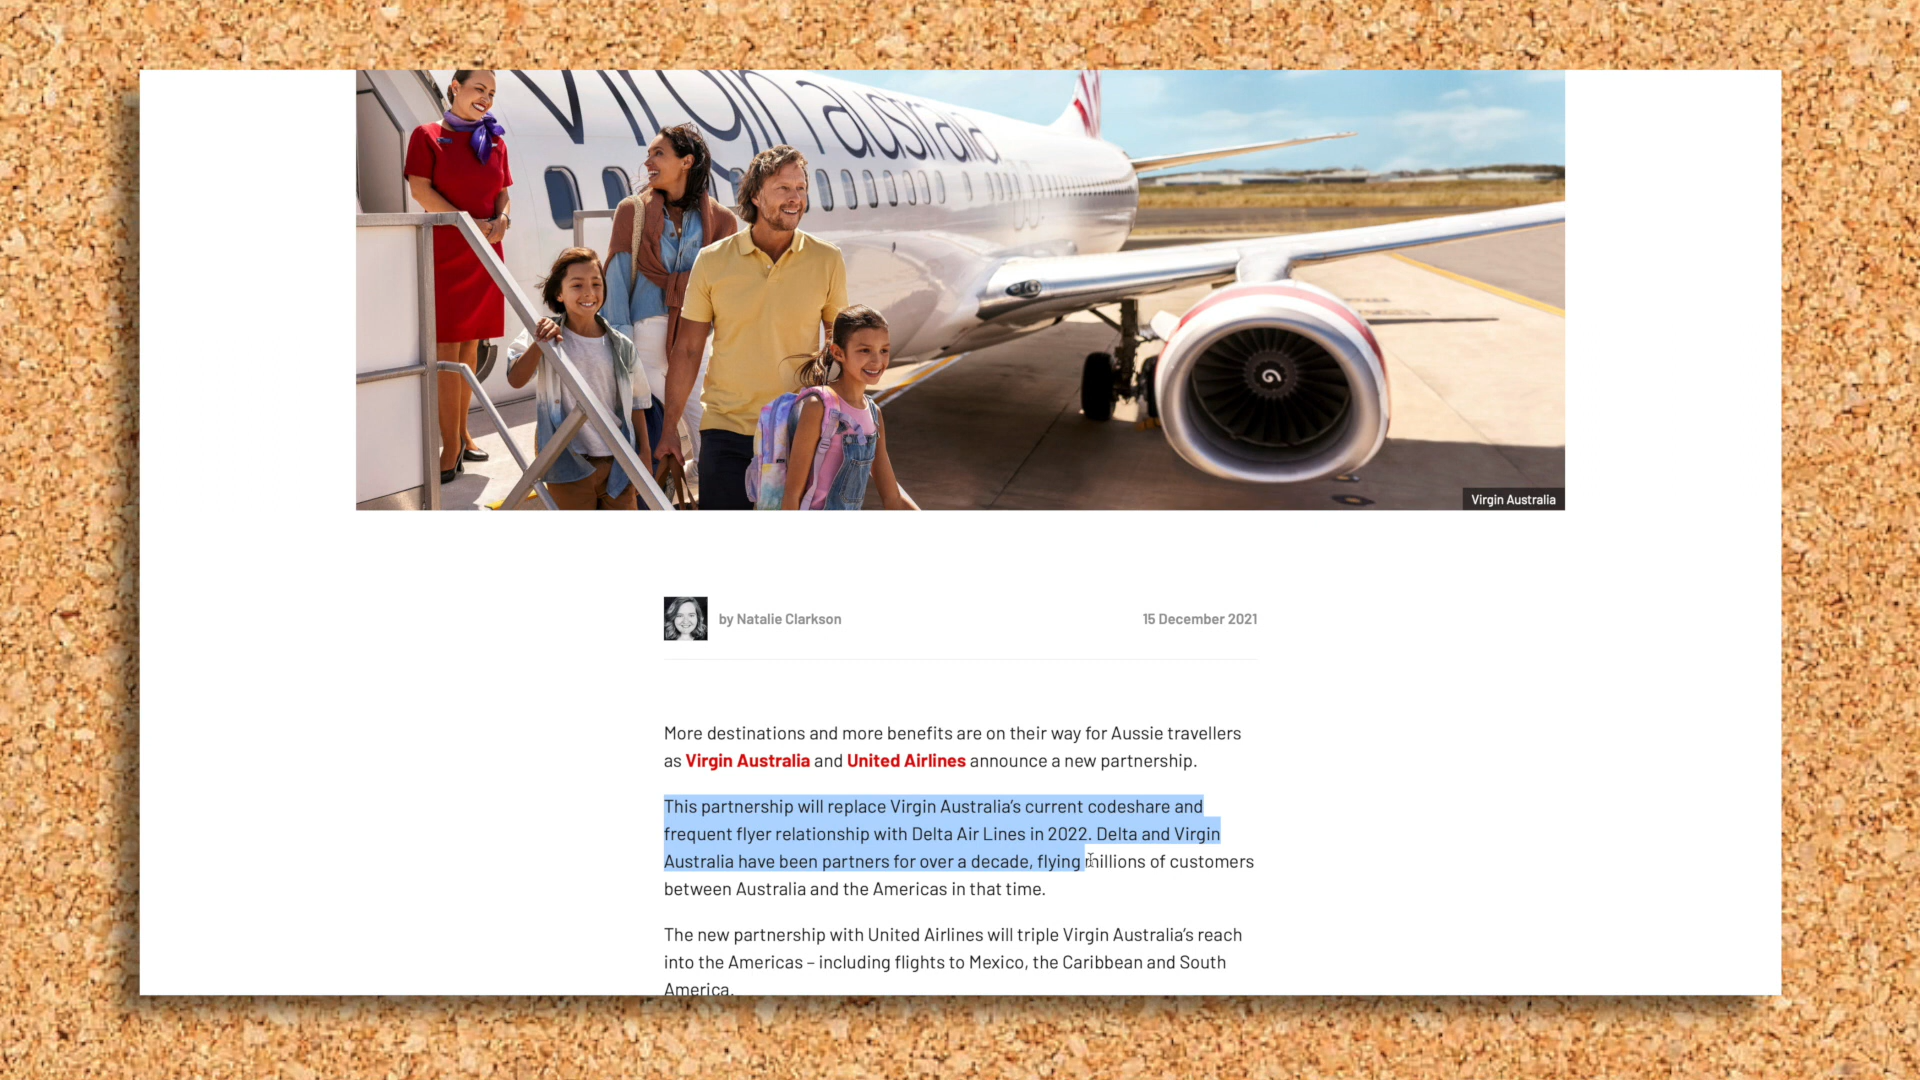 virgin australia
Virgin Australia
by Natalie Clarkson
15 December 2021
More destinations and more benefits are on their way for Aussie travellers
as Virgin Australia and United Airlines announce a new partnership.
This partnership will replace Virgin Australia’s current codeshare and
frequent flyer relationship with Delta Air Lines in 2022. Delta and Virgin
Australia have been partners for over a decade, flying millions of customers
between Australia and the Americas in that time.
The new partnership with United Airlines will triple Virgin Australia’s reach
into the Americas – including flights to Mexico, the Caribbean and South
America.